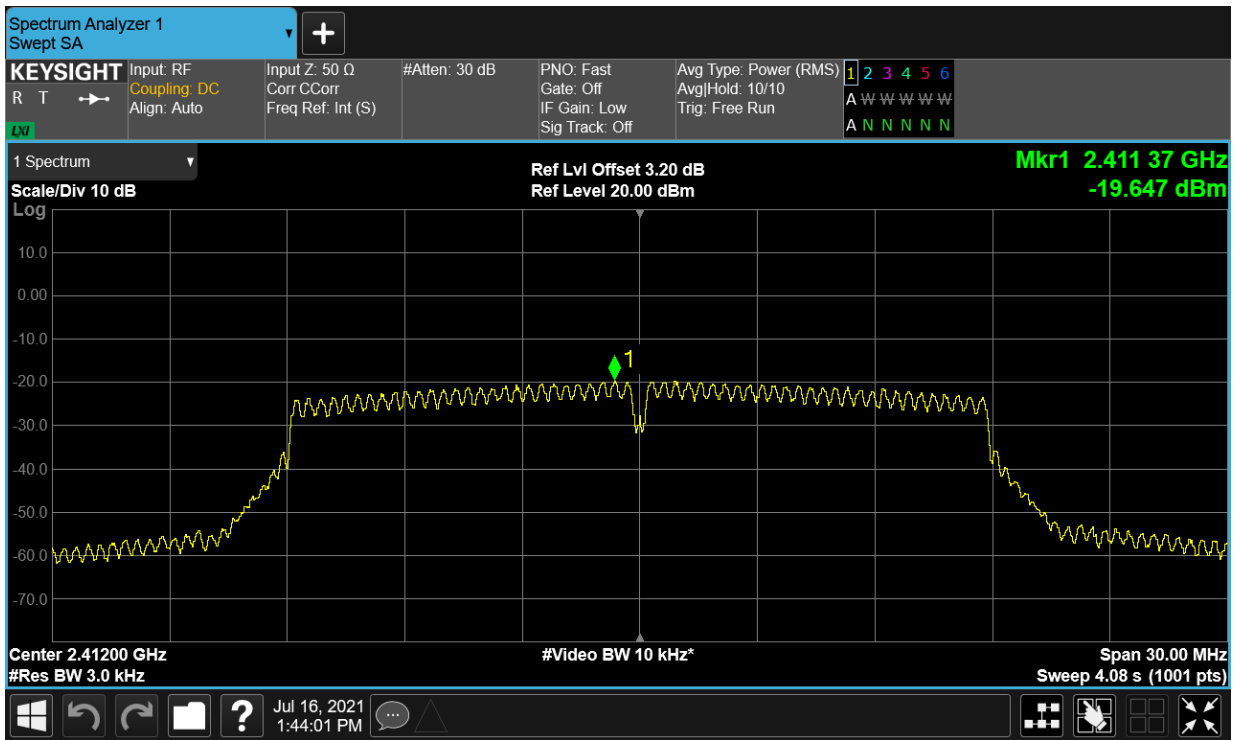 Spectrum Analyzer 1
Swept SA
+
KEYSIGHT
R T
LXI
Input: RF
Coupling: DC
Align: Auto
Input Z: 50 Ω
Corr CCorr
Freq Ref: Int (S)
#Atten: 30 dB
PNO: Fast
Gate: Off
IF Gain: Low
Sig Track: Off
Avg Type: Power (RMS)
Avg|Hold: 10/10
Trig: Free Run
1 2 3 4 5 6
A W W W W W
A N N N N N
1 Spectrum
Scale/Div 10 dB
Log
Ref Lvl Offset 3.20 dB
Ref Level 20.00 dBm
Mkr1 2.411 37 GHz
-19.647 dBm
10.0
0.00
-10.0
-20.0
-30.0
-40.0
-50.0
-60.0
-70.0
1
Center 2.41200 GHz
#Res BW 3.0 kHz
#Video BW 10 kHz*
Span 30.00 MHz
Sweep 4.08 s (1001 pts)
?
Jul 16, 2021
1:44:01 PM